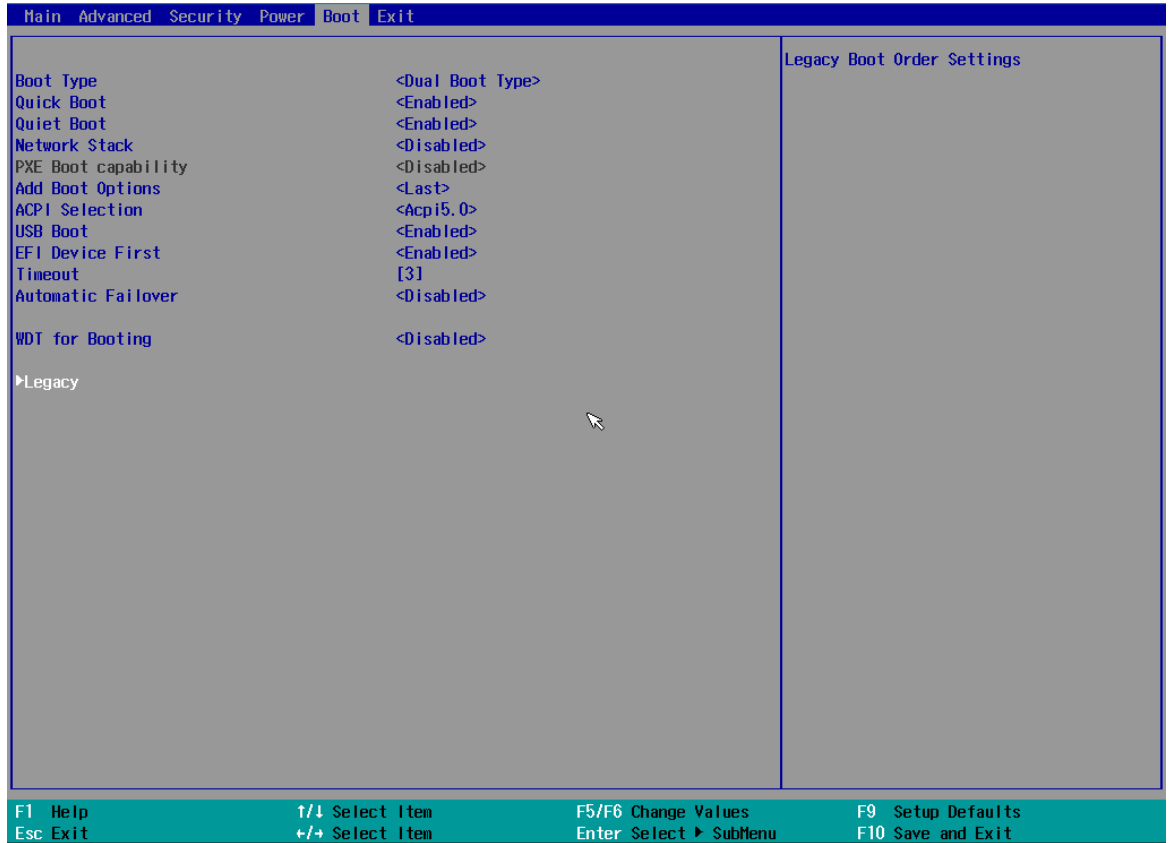 Main Advanced Security Power Boot Exit
Legacy Boot Order Settings
Boot Type <Dual Boot Type>
Quick Boot <Enabled>
Quiet Boot <Enabled>
Network Stack <Disabled>
PXE Boot capability <Disabled>
Add Boot Options <Last>
ACPI Selection <Acpi5.0>
USB Boot <Enabled>
EFI Device First <Enabled>
Timeout [3]
Automatic Failover <Disabled>
WDT for Booting <Disabled>
▶Legacy
F1 Help ↑/↓ Select Item F5/F6 Change Values F9 Setup Defaults
Esc Exit ←/→ Select Item Enter Select ▶ SubMenu F10 Save and Exit